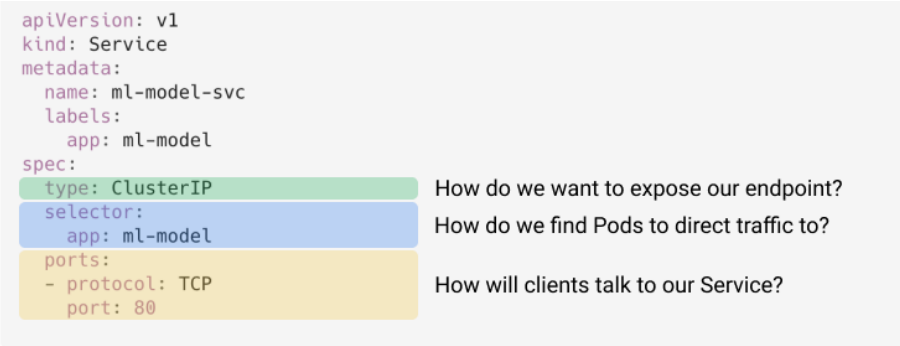 apiVersion: v1
kind: Service
metadata:
  name: ml-model-svc
  labels:
    app: ml-model
spec:
  type: ClusterIP
How do we want to expose our endpoint?
  selector:
    app: ml-model
How do we find Pods to direct traffic to?
  ports:
  - protocol: TCP
    port: 80
How will clients talk to our Service?